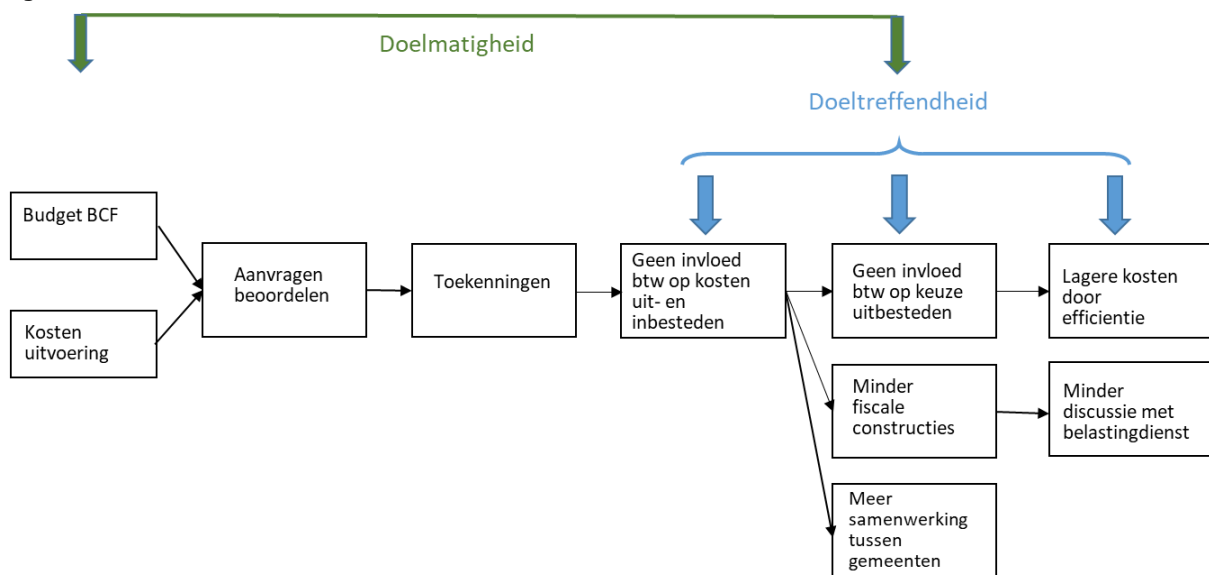 Doelmatigheid
Doeltreffendheid
Budget BCF
Kosten
uitvoering
Aanvragen
beoordelen
Toekenningen
Geen invloed
btw op kosten
uit- en
inbesteden
Geen invloed
btw op keuze
uitbesteden
Lagere kosten
door
efficientie
Minder
fiscale
constructies
Minder
discussie met
belastingdienst
Meer
samenwerking
tussen
gemeenten